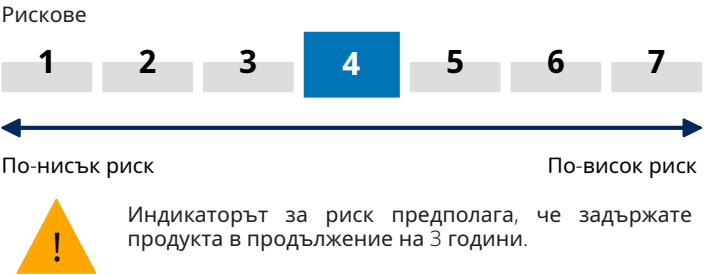 Рискове
1 2 3 4 5 6 7
По-нисък риск По-висок риск
! Индикаторът за риск предполага, че задържате
продукта в продължение на 3 години.